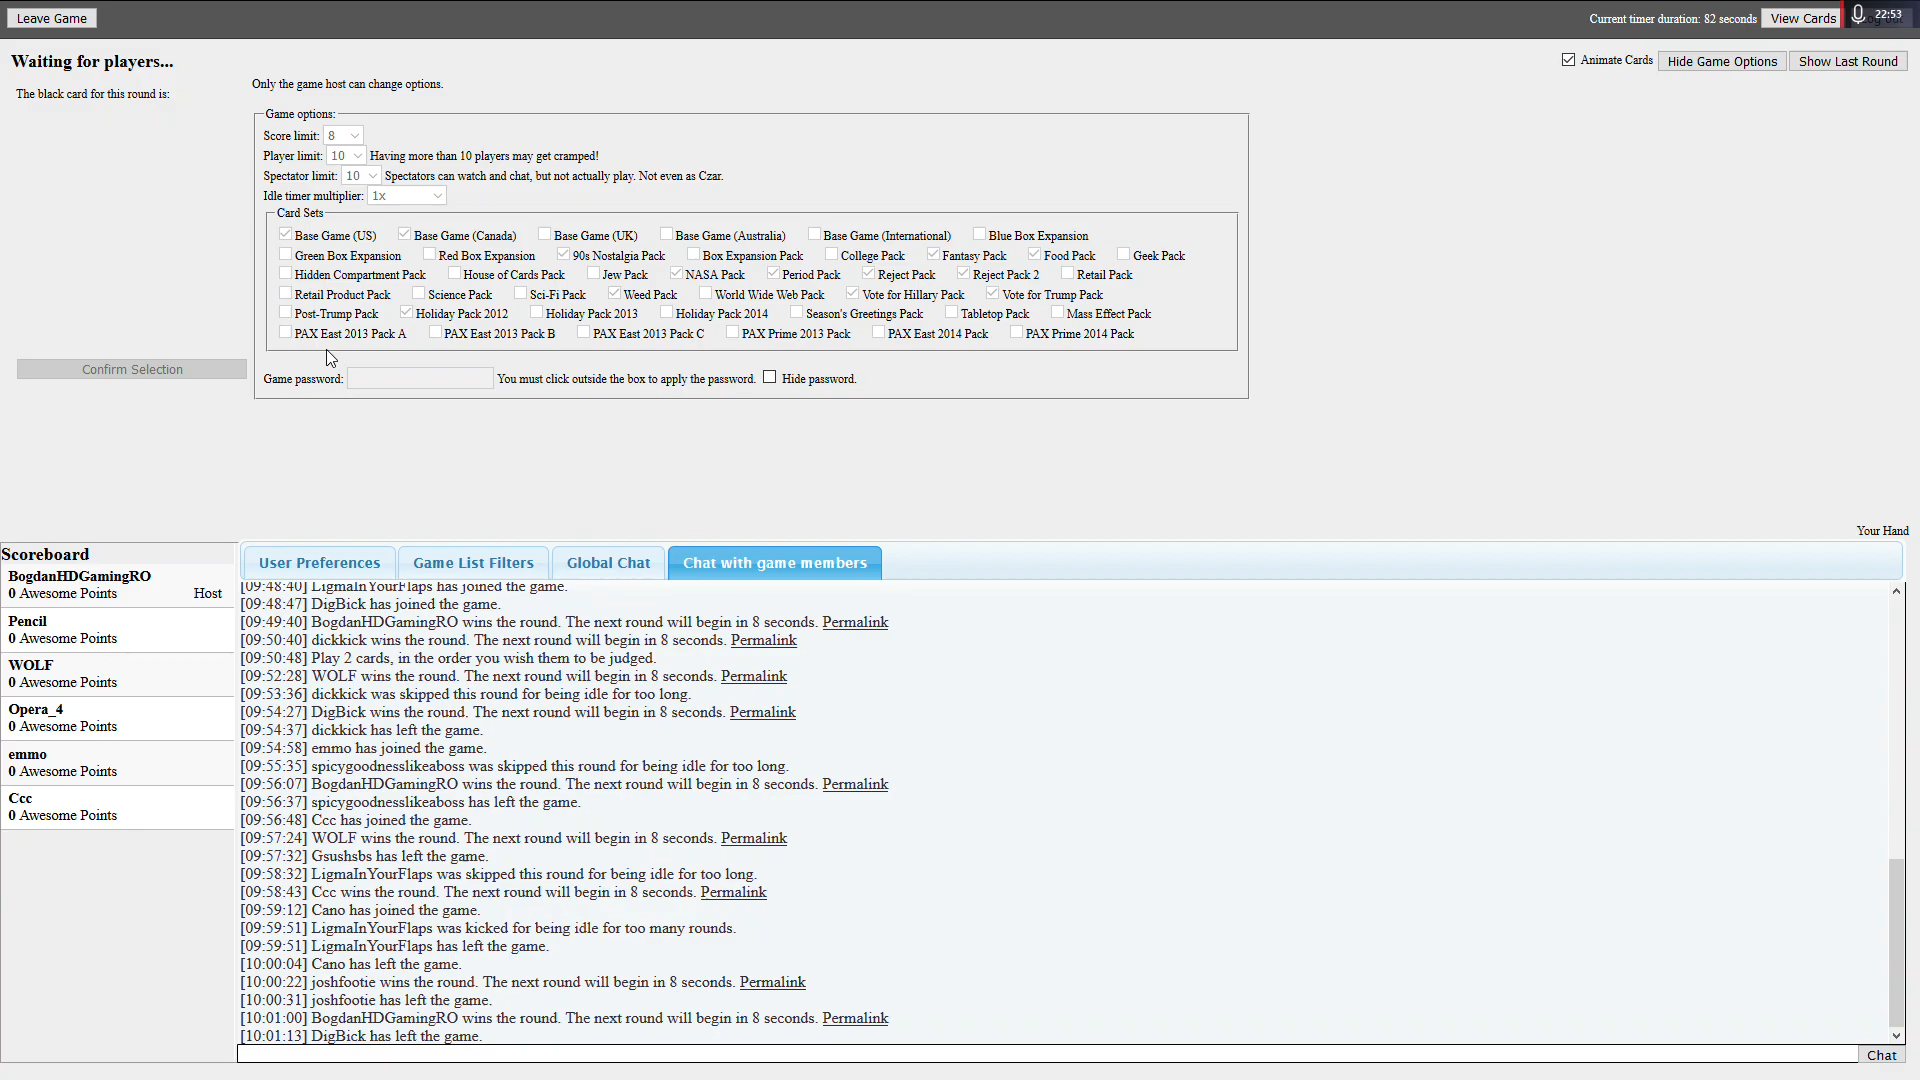 Leave Game
Current timer duration: 82 seconds View Cards 22:53
Waiting for players...
Animate Cards Hide Game Options Show Last Round
The black card for this round is:
Only the game host can change options.
Game options:
Score limit: 8
Player limit: 10 Having more than 10 players may get cramped!
Spectator limit: 10 Spectators can watch and chat, but not actually play. Not even as Czar.
Idle timer multiplier: 1x
Card Sets
Base Game (US) Base Game (Canada) Base Game (UK) Base Game (Australia) Base Game (International) Blue Box Expansion
Green Box Expansion Red Box Expansion 90s Nostalgia Pack Box Expansion Pack College Pack Fantasy Pack Food Pack Geek Pack
Hidden Compartment Pack House of Cards Pack Jew Pack NASA Pack Period Pack Reject Pack Reject Pack 2 Retail Pack
Retail Product Pack Science Pack Sci-Fi Pack Weed Pack World Wide Web Pack Vote for Hillary Pack Vote for Trump Pack
Post-Trump Pack Holiday Pack 2012 Holiday Pack 2013 Holiday Pack 2014 Season's Greetings Pack Tabletop Pack Mass Effect Pack
PAX East 2013 Pack A PAX East 2013 Pack B PAX East 2013 Pack C PAX Prime 2013 Pack PAX East 2014 Pack PAX Prime 2014 Pack
Confirm Selection
Game password: You must click outside the box to apply the password. Hide password.
Your Hand
Scoreboard
BogdanHDGamingRO
0 Awesome Points Host
Pencil
0 Awesome Points
WOLF
0 Awesome Points
Opera_4
0 Awesome Points
emmo
0 Awesome Points
Ccc
0 Awesome Points
User Preferences Game List Filters Global Chat Chat with game members
[09:48:40] LigmaInYourFlaps has joined the game.
[09:48:47] DigBick has joined the game.
[09:49:40] BogdanHDGamingRO wins the round. The next round will begin in 8 seconds. Permalink
[09:50:40] dickkick wins the round. The next round will begin in 8 seconds. Permalink
[09:50:48] Play 2 cards, in the order you wish them to be judged.
[09:52:28] WOLF wins the round. The next round will begin in 8 seconds. Permalink
[09:53:36] dickkick was skipped this round for being idle for too long.
[09:54:27] DigBick wins the round. The next round will begin in 8 seconds. Permalink
[09:54:37] dickkick has left the game.
[09:54:58] emmo has joined the game.
[09:55:35] spicygoodnesslikeaboss was skipped this round for being idle for too long.
[09:56:07] BogdanHDGamingRO wins the round. The next round will begin in 8 seconds. Permalink
[09:56:37] spicygoodnesslikeaboss has left the game.
[09:56:48] Ccc has joined the game.
[09:57:24] WOLF wins the round. The next round will begin in 8 seconds. Permalink
[09:57:32] Gsushsbs has left the game.
[09:58:32] LigmaInYourFlaps was skipped this round for being idle for too long.
[09:58:43] Ccc wins the round. The next round will begin in 8 seconds. Permalink
[09:59:12] Cano has joined the game.
[09:59:51] LigmaInYourFlaps was kicked for being idle for too many rounds.
[09:59:51] LigmaInYourFlaps has left the game.
[10:00:04] Cano has left the game.
[10:00:22] joshfootie wins the round. The next round will begin in 8 seconds. Permalink
[10:00:31] joshfootie has left the game.
[10:01:00] BogdanHDGamingRO wins the round. The next round will begin in 8 seconds. Permalink
[10:01:13] DigBick has left the game.
Chat